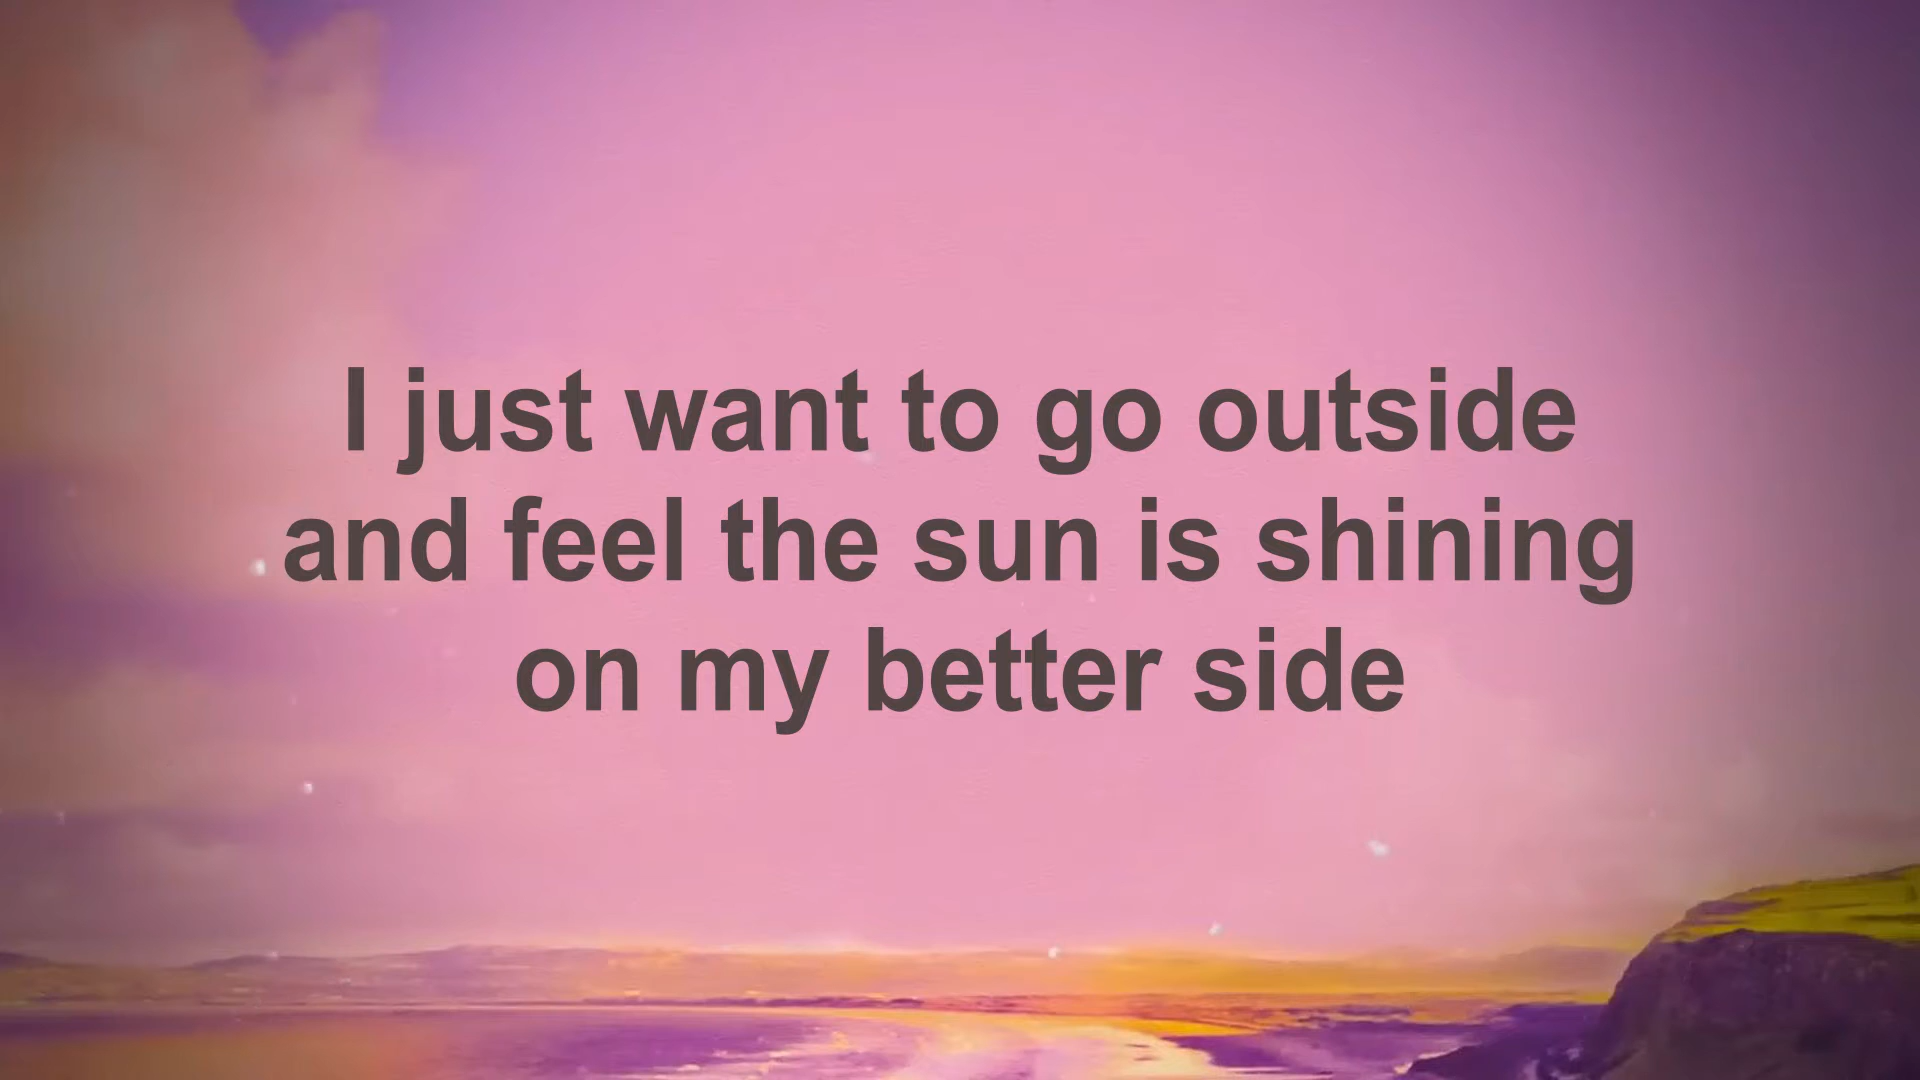 I just want to go outside
and feel the sun is shining
on my better side